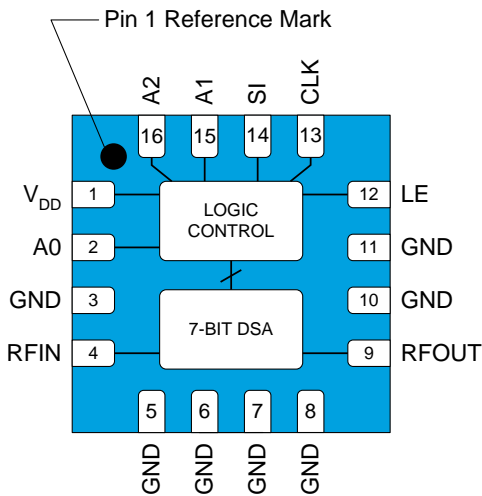 Pin 1 Reference Mark
A2 A1 SI CLK
16 15 14 13
VDD 1 12 LE
LOGIC
CONTROL
A0 2 11 GND
GND 3 10 GND
7-BIT DSA
RFIN 4 9 RFOUT
5 6 7 8
GND GND GND GND